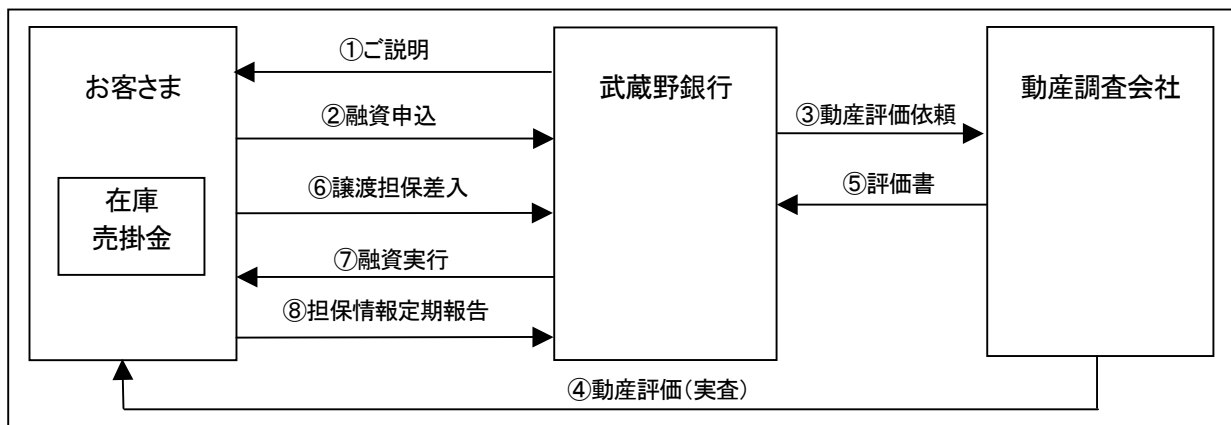 お客さま
在庫
売掛金
①ご説明
②融資申込
⑥譲渡担保差入
⑦融資実行
⑧担保情報定期報告
武蔵野銀行
③動産評価依頼
⑤評価書
動産調査会社
④動産評価（実査）